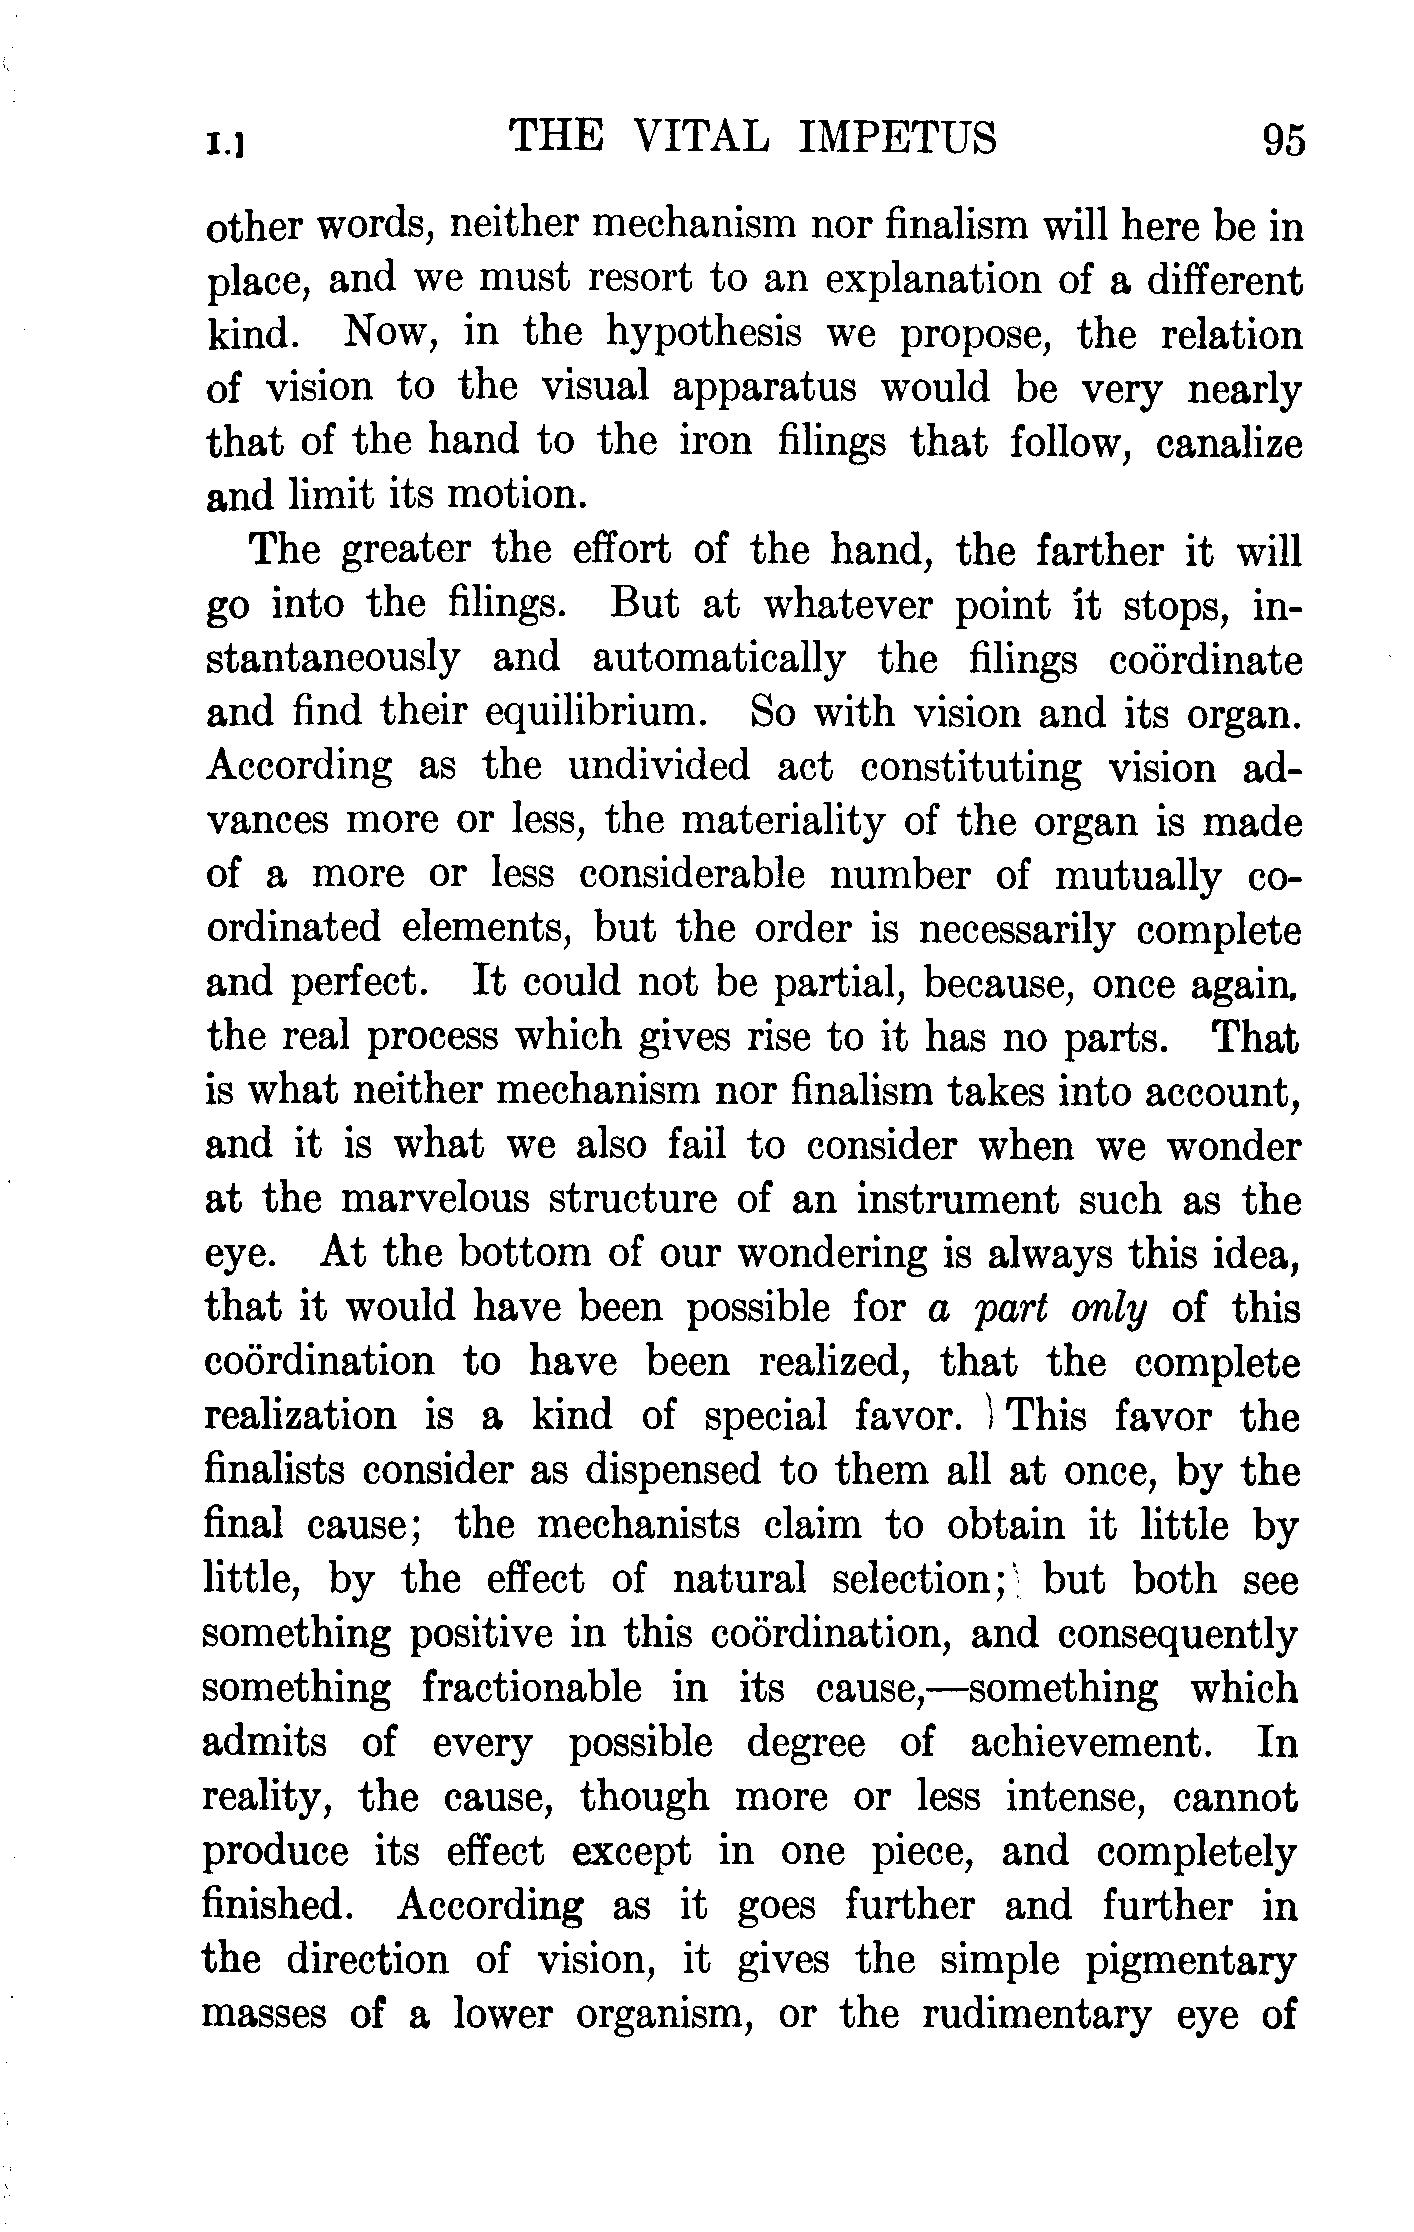 I.] THE VITAL IMPETUS 95
other words, neither mechanism nor finalism will here be in
place, and we must resort to an explanation of a different
kind. Now, in the hypothesis we propose, the relation
of vision to the visual apparatus would be very nearly
that of the hand to the iron filings that follow, canalize
and limit its motion.
The greater the effort of the hand, the farther it will
go into the filings. But at whatever point it stops, in-
stantaneously and automatically the filings coördinate
and find their equilibrium. So with vision and its organ.
According as the undivided act constituting vision ad-
vances more or less, the materiality of the organ is made
of a more or less considerable number of mutually co-
ordinated elements, but the order is necessarily complete
and perfect. It could not be partial, because, once again,
the real process which gives rise to it has no parts. That
is what neither mechanism nor finalism takes into account,
and it is what we also fail to consider when we wonder
at the marvelous structure of an instrument such as the
eye. At the bottom of our wondering is always this idea,
that it would have been possible for a part only of this
coördination to have been realized, that the complete
realization is a kind of special favor. This favor the
finalists consider as dispensed to them all at once, by the
final cause; the mechanists claim to obtain it little by
little, by the effect of natural selection; but both see
something positive in this coördination, and consequently
something fractionable in its cause,—something which
admits of every possible degree of achievement. In
reality, the cause, though more or less intense, cannot
produce its effect except in one piece, and completely
finished. According as it goes further and further in
the direction of vision, it gives the simple pigmentary
masses of a lower organism, or the rudimentary eye of